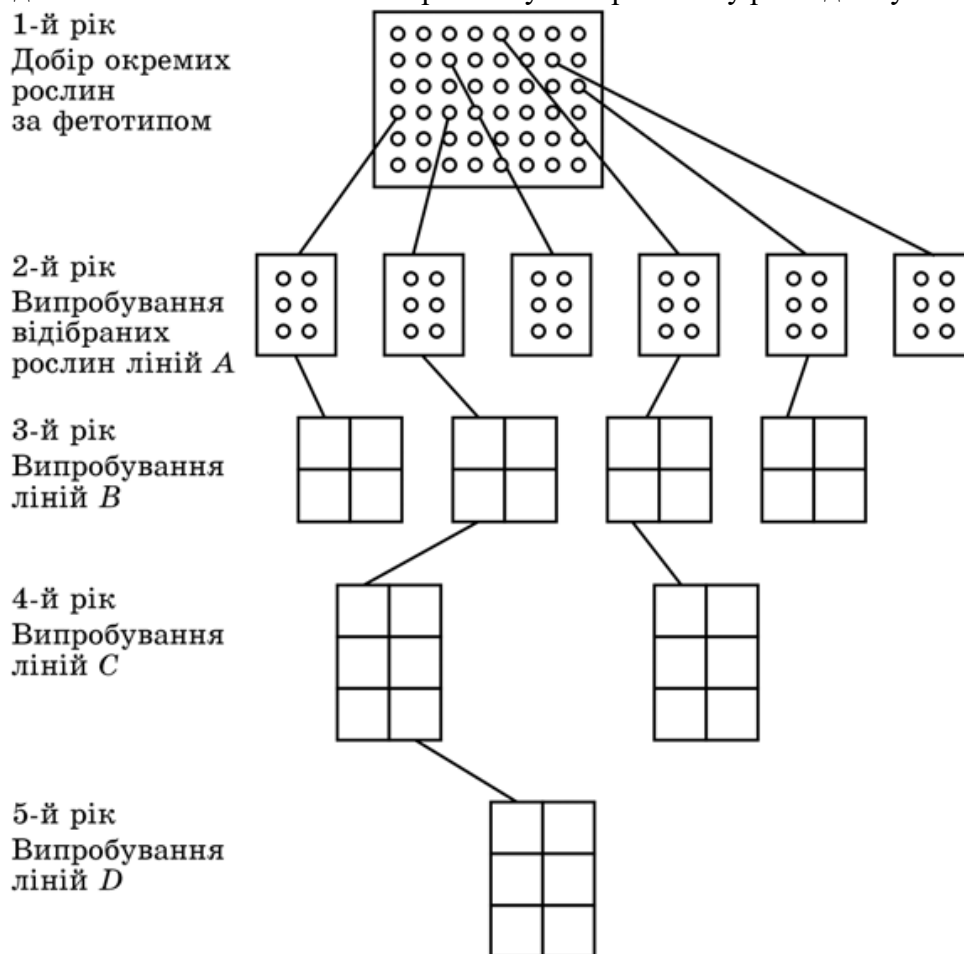 1-й рік
Добір окремих
рослин
за фетотипом
2-й рік
Випробування
відібраних
рослин ліній A
3-й рік
Випробування
ліній B
4-й рік
Випробування
ліній C
5-й рік
Випробування
ліній D